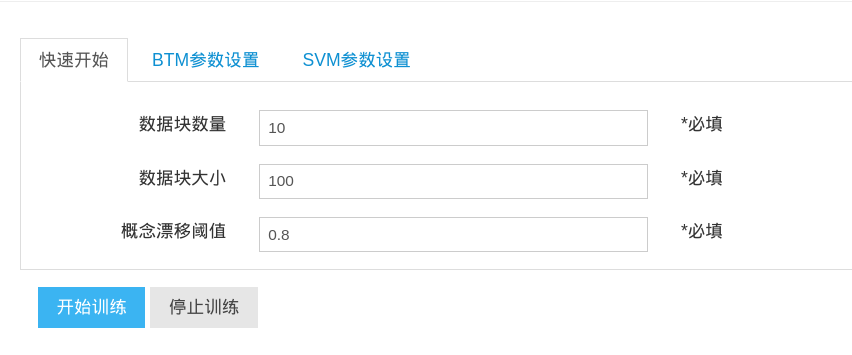 快速开始 BTM参数设置 SVM参数设置
数据块数量 10 *必填
数据块大小 100 *必填
概念漂移阈值 0.8 *必填
开始训练 停止训练